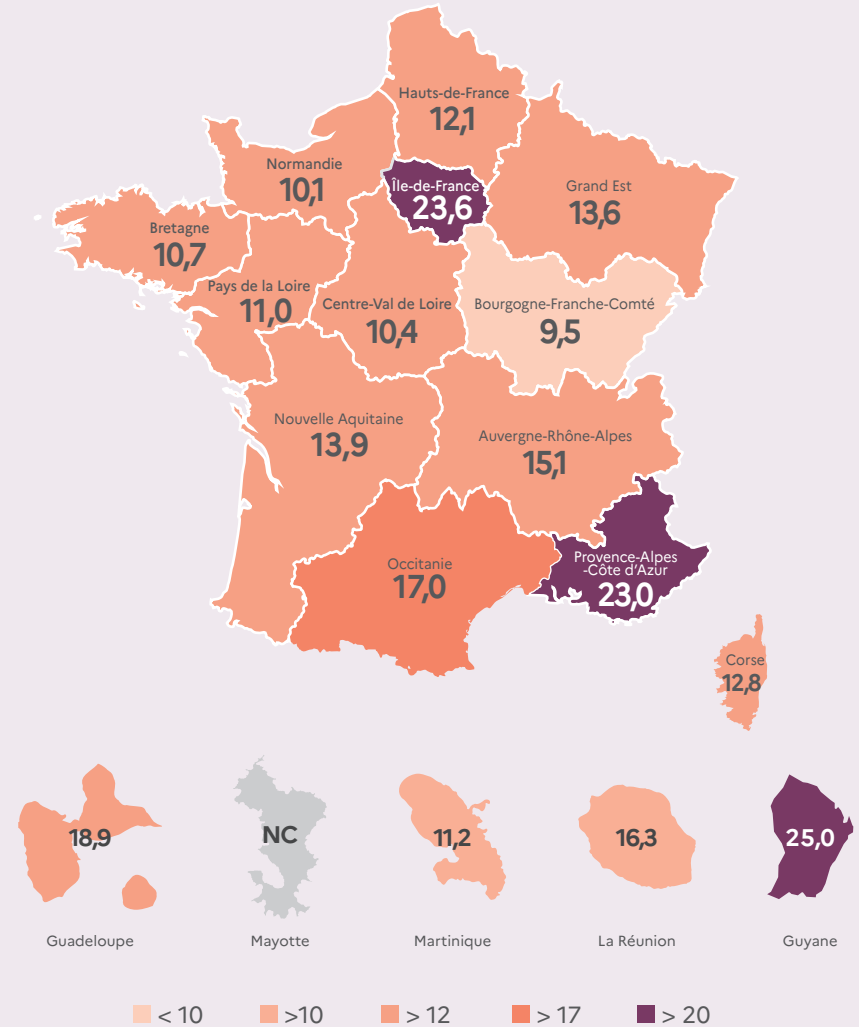 Hauts-de-France
12,1
Normandie
10,1
Île-de-France
23,6
Grand Est
13,6
Bretagne
10,7
Pays de la Loire
11,0
Centre-Val de Loire
10,4
Bourgogne-Franche-Comté
9,5
Nouvelle Aquitaine
13,9
Auvergne-Rhône-Alpes
15,1
Occitanie
17,0
Provence-Alpes
-Côte d'Azur
23,0
Corse
12,8
18,9
NC
11,2
16,3
25,0
Guadeloupe
Mayotte
Martinique
La Réunion
Guyane
< 10
>10
> 12
> 17
> 20